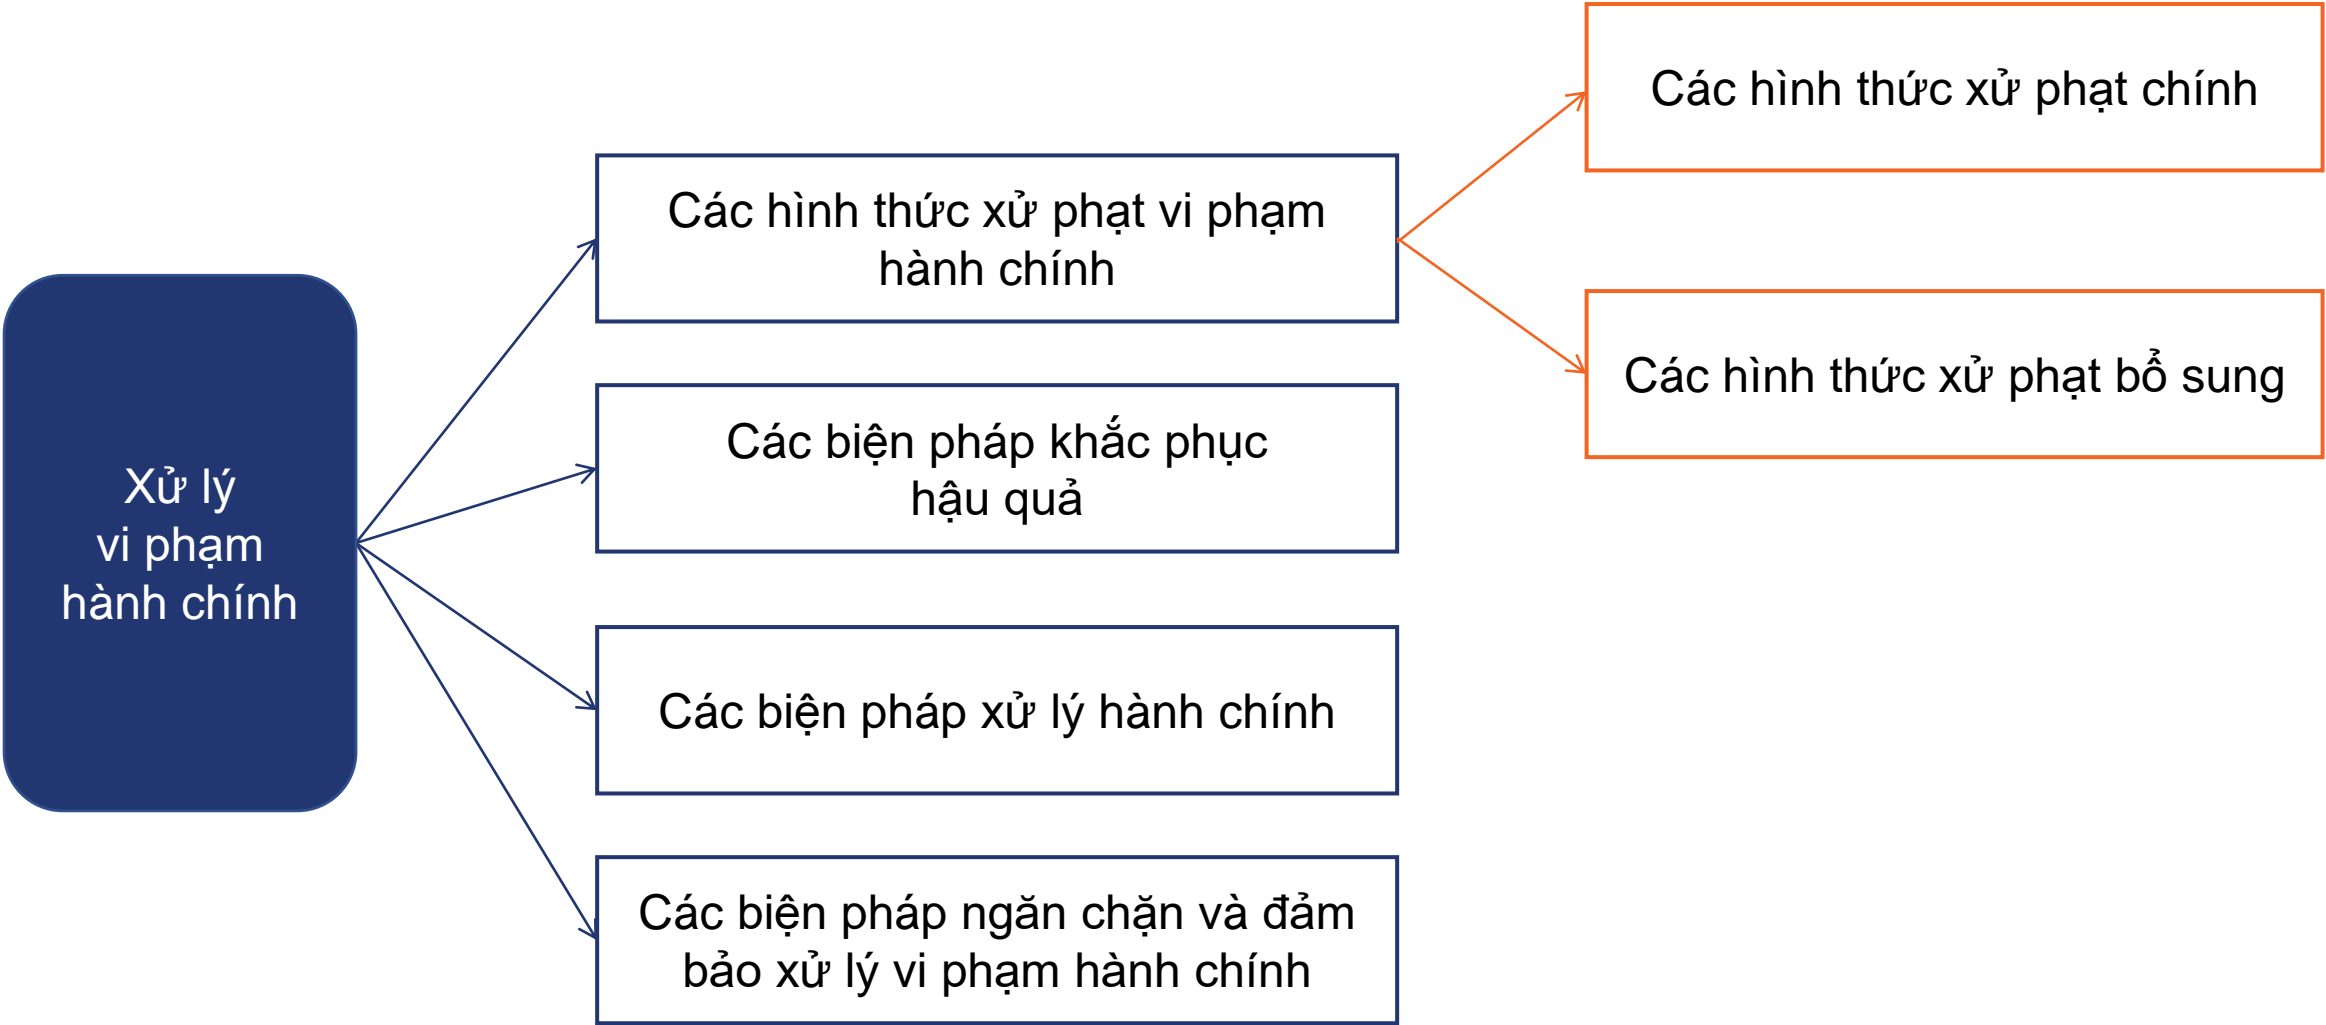 Xử lý
vi phạm
hành chính
Các hình thức xử phạt vi phạm
hành chính
Các biện pháp khắc phục
hậu quả
Các biện pháp xử lý hành chính
Các biện pháp ngăn chặn và đảm
bảo xử lý vi phạm hành chính
Các hình thức xử phạt chính
Các hình thức xử phạt bổ sung